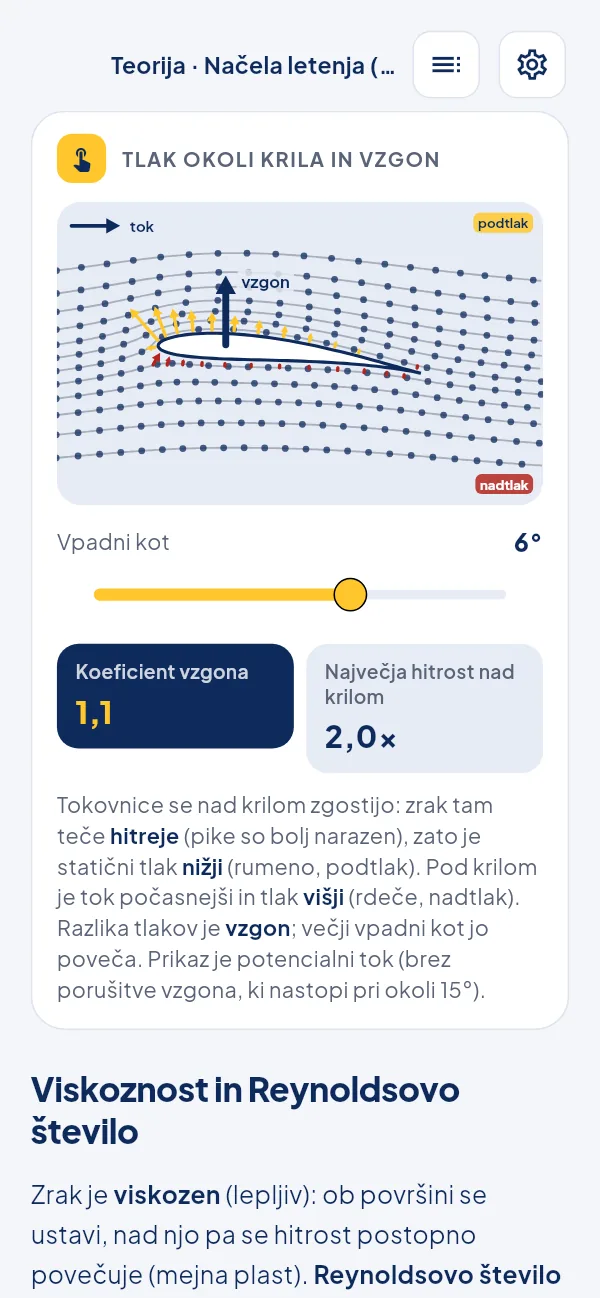 Teorija · Načela letenja (…
TLAK OKOLI KRILA IN VZGON
tok
podtlak
vzgon
nadtlak
Vpadni kot
6°
Koeficient vzgona
1,1
Največja hitrost nad
krilom
2,0×
Tokovnice se nad krilom zgostijo: zrak tam
teče hitreje (pike so bolj narazen), zato je
statični tlak nižji (rumeno, podtlak). Pod krilom
je tok počasnejši in tlak višji (rdeče, nadtlak).
Razlika tlakov je vzgon; večji vpadni kot jo
poveča. Prikaz je potencialni tok (brez
porušitve vzgona, ki nastopi pri okoli 15°).
Viskoznost in Reynoldsovo
število
Zrak je viskozen (lepljiv): ob površini se
ustavi, nad njo pa se hitrost postopno
povečuje (mejna plast). Reynoldsovo število